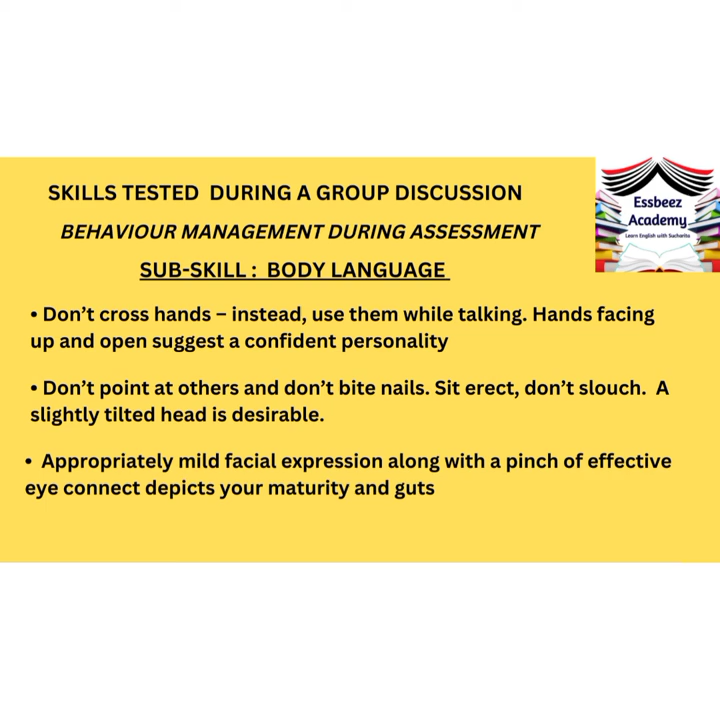 SKILLS TESTED DURING A GROUP DISCUSSION
Essbeez
Academy
Learn English with Sucharita
BEHAVIOUR MANAGEMENT DURING ASSESSMENT
SUB-SKILL : BODY LANGUAGE
• Don’t cross hands – instead, use them while talking. Hands facing
up and open suggest a confident personality
• Don’t point at others and don’t bite nails. Sit erect, don’t slouch. A
slightly tilted head is desirable.
• Appropriately mild facial expression along with a pinch of effective
eye connect depicts your maturity and guts